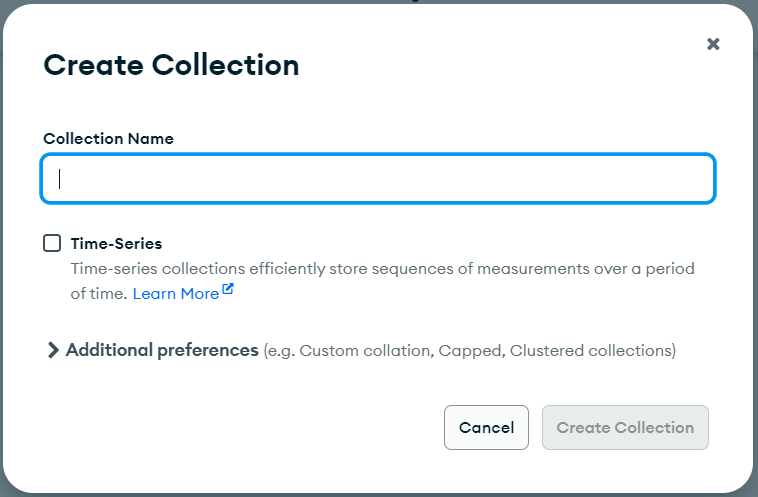 Create Collection
Collection Name
Time-Series
Time-series collections efficiently store sequences of measurements over a period
of time. Learn More
Additional preferences (e.g. Custom collation, Capped, Clustered collections)
Cancel
Create Collection